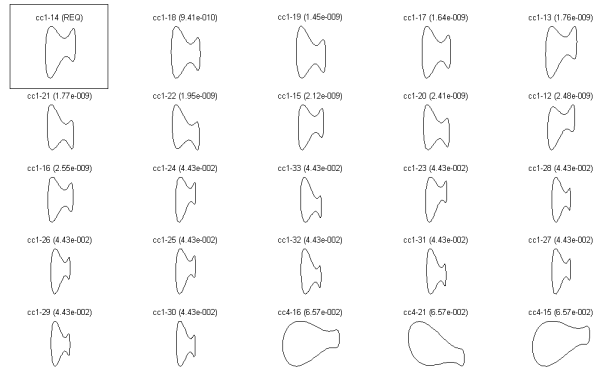 cc1-14 (REQ) cc1-18 (9.41e-010) cc1-19 (1.45e-009) cc1-17 (1.64e-009) cc1-13 (1.76e-009)
cc1-21 (1.77e-009) cc1-22 (1.95e-009) cc1-15 (2.12e-009) cc1-20 (2.41e-009) cc1-12 (2.48e-009)
cc1-16 (2.55e-009) cc1-24 (4.43e-002) cc1-33 (4.43e-002) cc1-23 (4.43e-002) cc1-28 (4.43e-002)
cc1-26 (4.43e-002) cc1-25 (4.43e-002) cc1-32 (4.43e-002) cc1-31 (4.43e-002) cc1-27 (4.43e-002)
cc1-29 (4.43e-002) cc1-30 (4.43e-002) cc4-16 (6.57e-002) cc4-21 (6.57e-002) cc4-15 (6.57e-002)